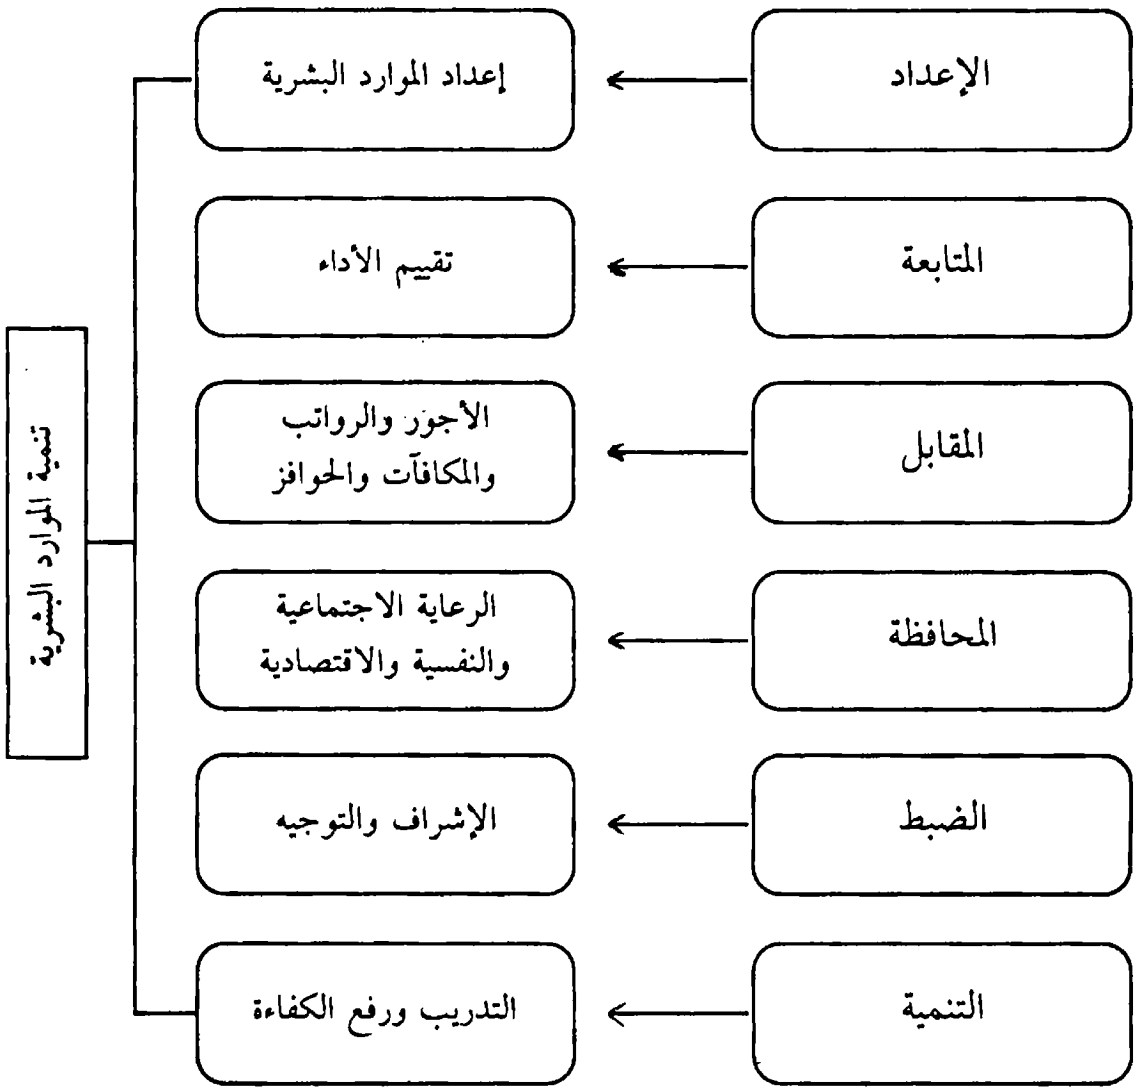 الإعداد
إعداد الموارد البشرية
المتابعة
تقييم الأداء
المقابل
الأجور والرواتب
والمكافآت والحوافز
المحافظة
الرعاية الاجتماعية
والنفسية والاقتصادية
الضبط
الإشراف والتوجيه
التنمية
التدريب ورفع الكفاءة
تنمية الموارد البشرية